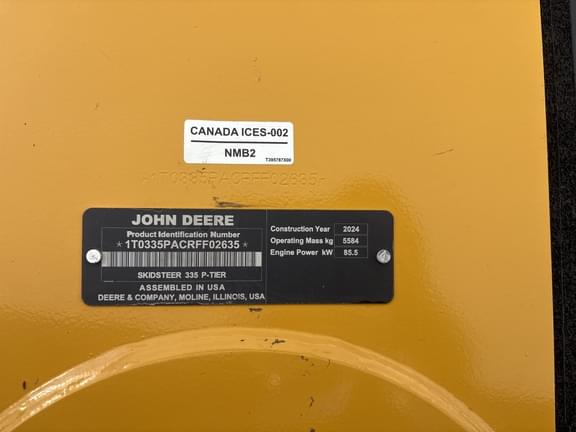 CANADA ICES-002
NMB2
*1T0335PACRFF02635*
JOHN DEERE
Product Identification Number
*1T0335PACRFF02635*
SKIDSTEER 335 P-TIER
ASSEMBLED IN USA
DEERE & COMPANY, MOLINE, ILLINOIS, USA
Construction Year 2024
Operating Mass kg 5584
Engine Power kW 85.5